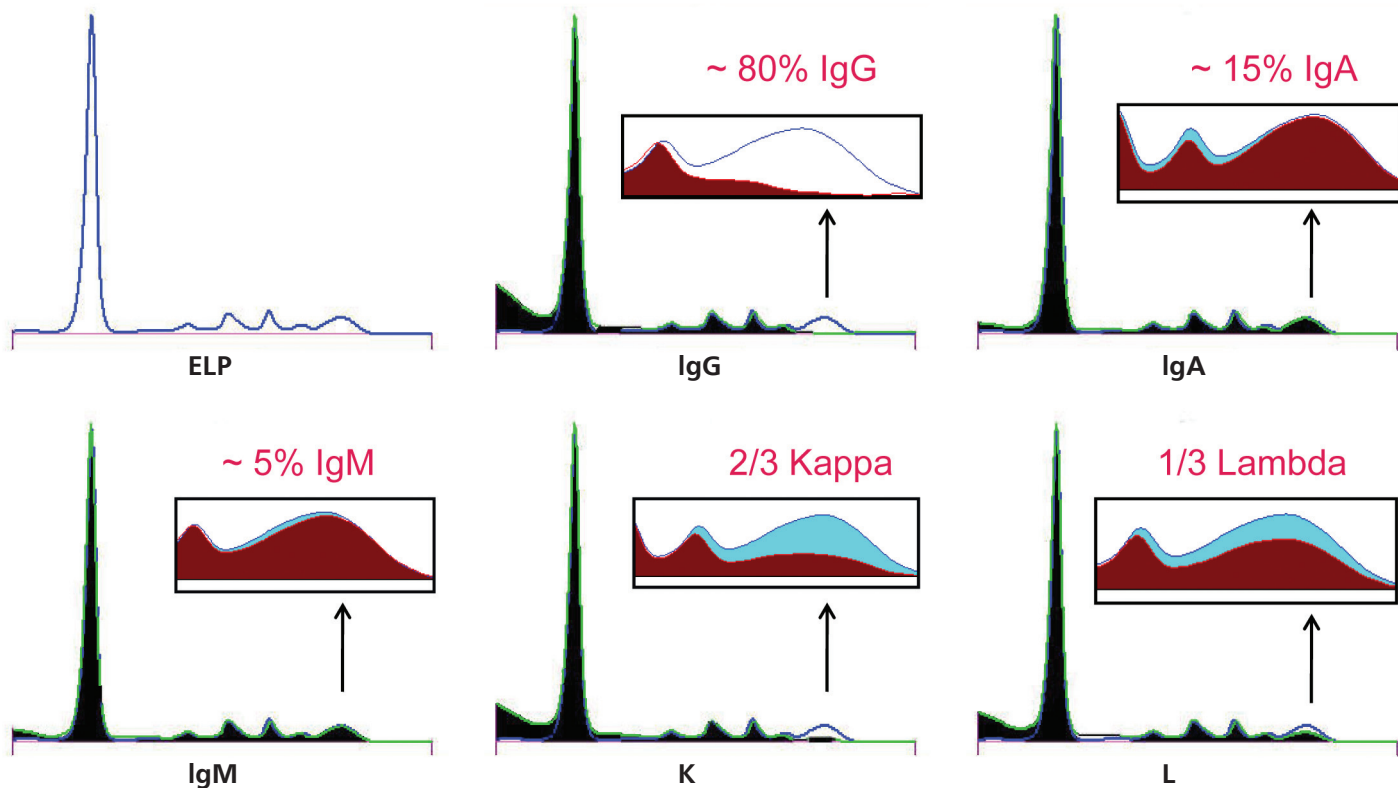 ~ 80% IgG
~ 15% IgA
ELP
IgG
IgA
~ 5% IgM
2/3 Kappa
1/3 Lambda
IgM
K
L